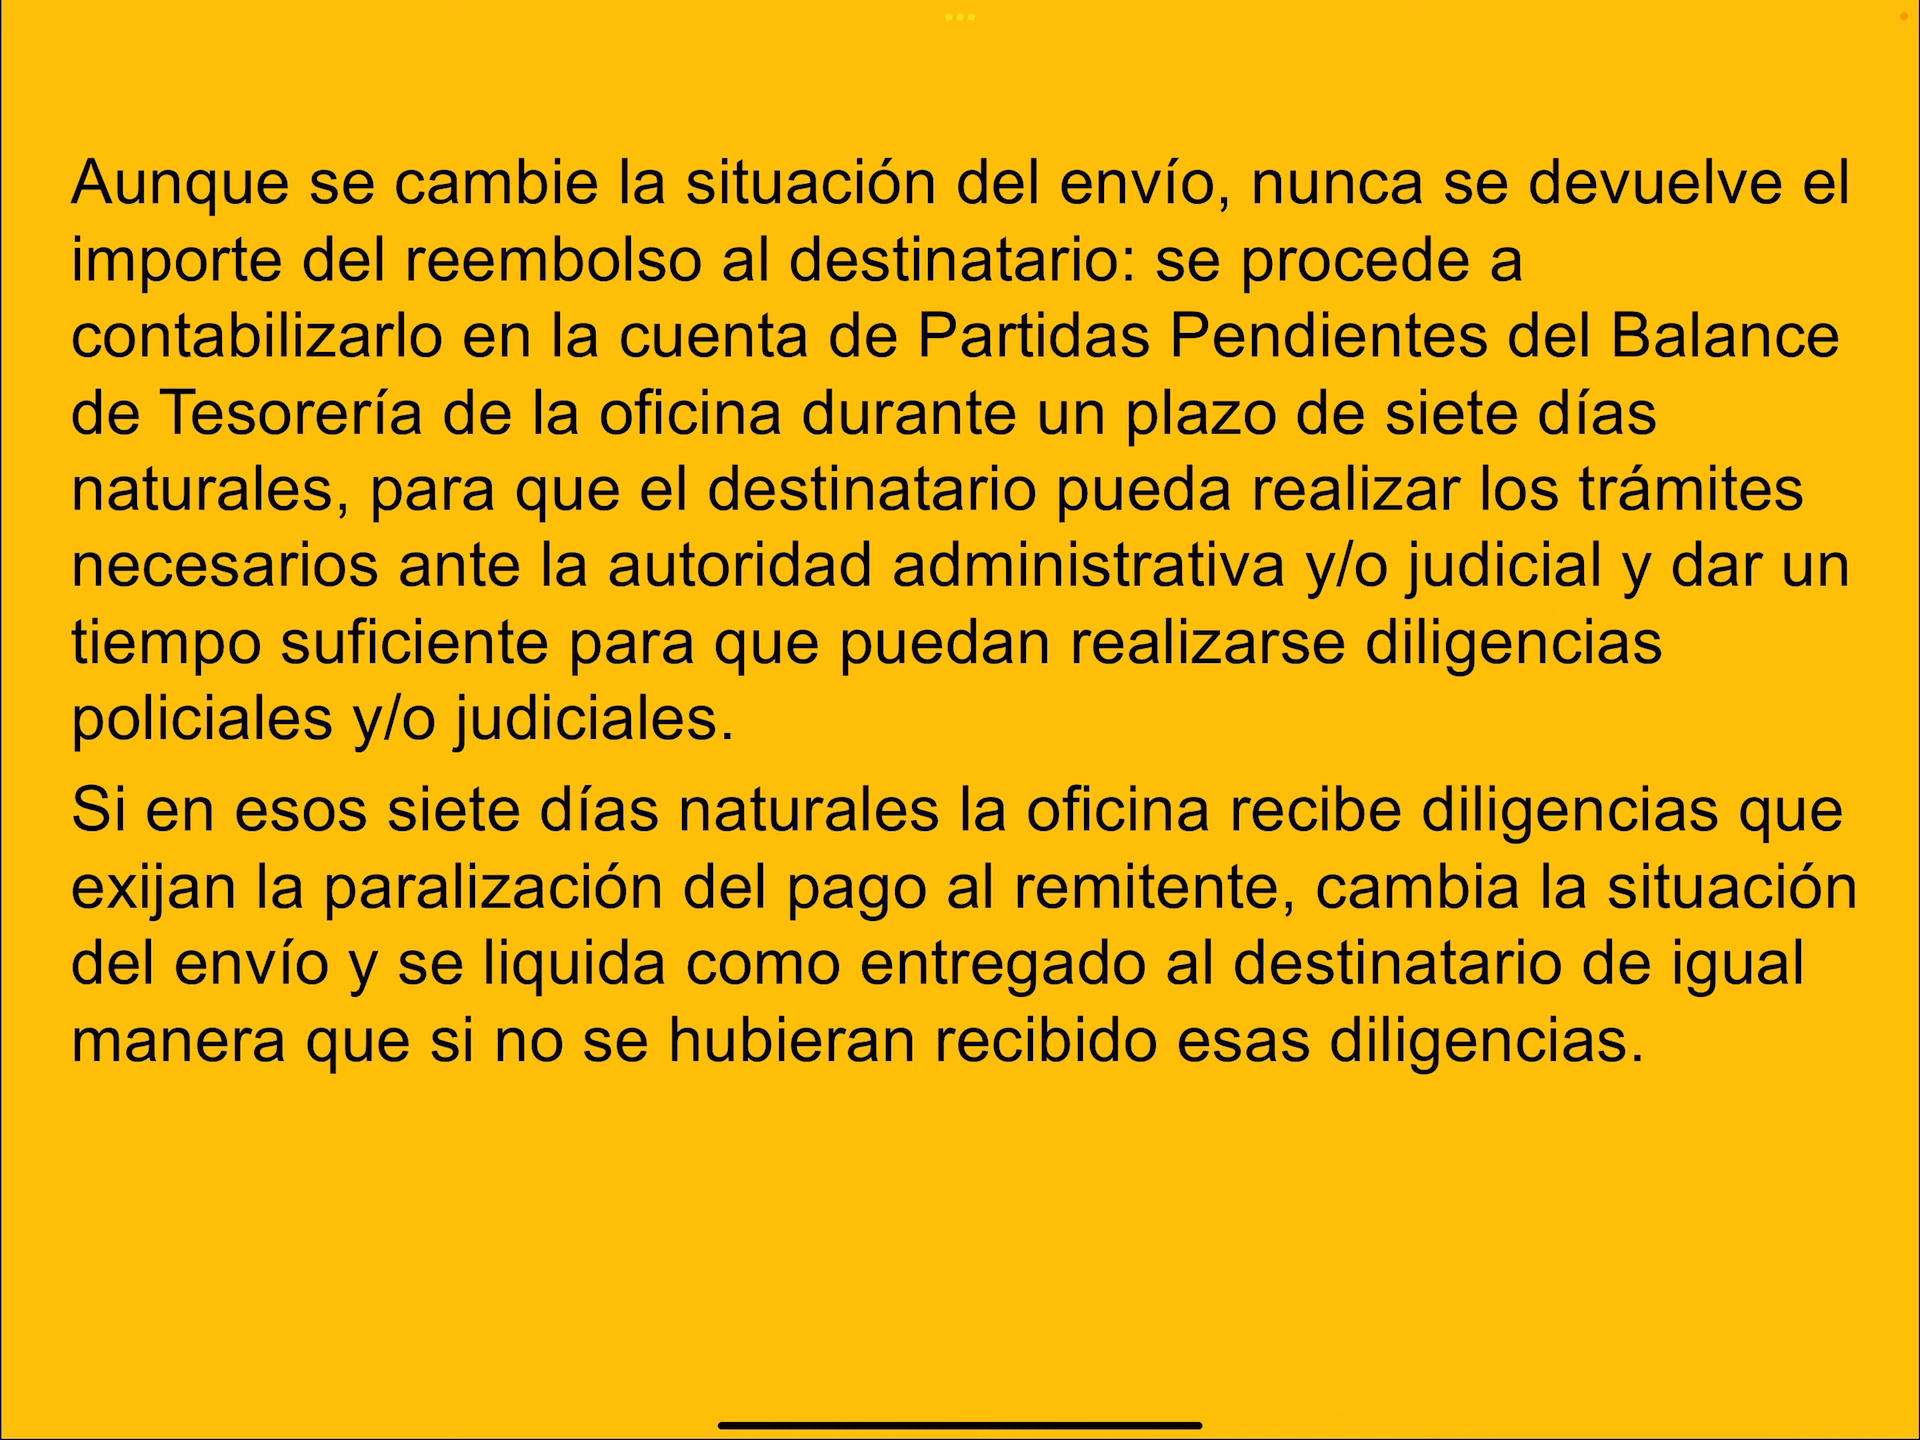 Aunque se cambie la situación del envío, nunca se devuelve el
importe del reembolso al destinatario: se procede a
contabilizarlo en la cuenta de Partidas Pendientes del Balance
de Tesorería de la oficina durante un plazo de siete días
naturales, para que el destinatario pueda realizar los trámites
necesarios ante la autoridad administrativa y/o judicial y dar un
tiempo suficiente para que puedan realizarse diligencias
policiales y/o judiciales.
Si en esos siete días naturales la oficina recibe diligencias que
exijan la paralización del pago al remitente, cambia la situación
del envío y se liquida como entregado al destinatario de igual
manera que si no se hubieran recibido esas diligencias.